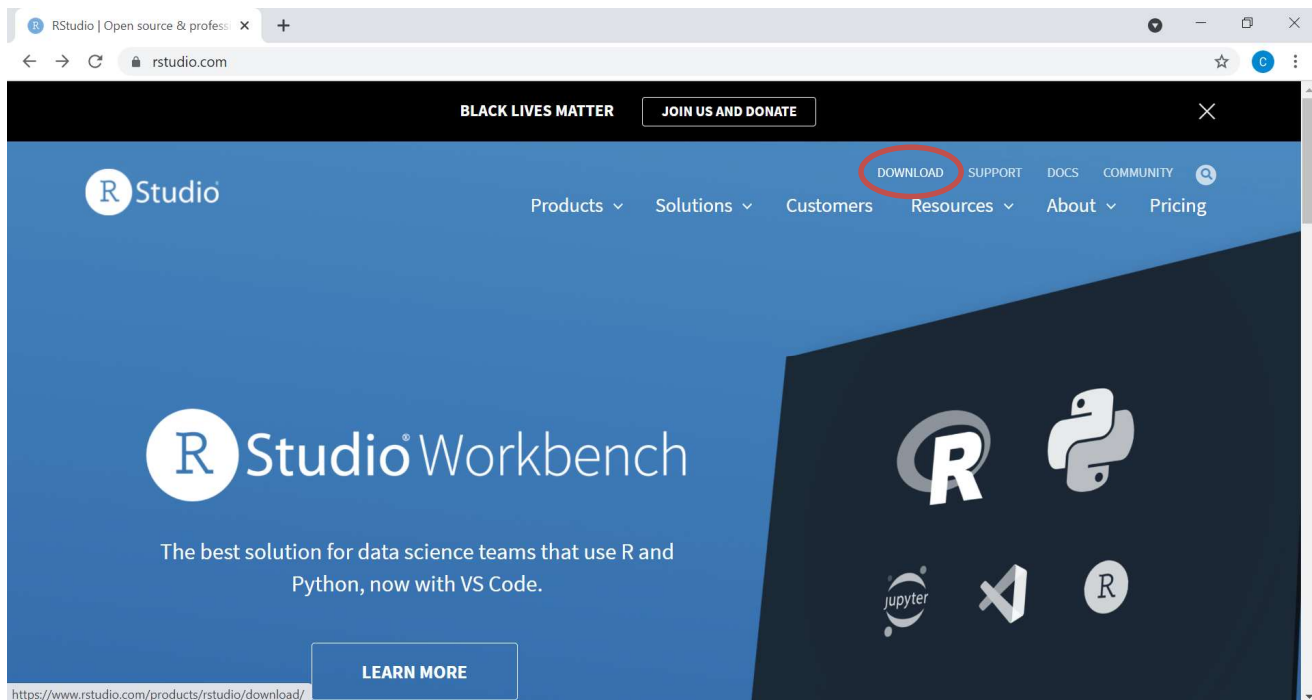 RStudio | Open source & profess
rstudio.com
C
BLACK LIVES MATTER JOIN US AND DONATE
DOWNLOAD SUPPORT DOCS COMMUNITY
R Studio
Products Solutions Customers Resources About Pricing
R Studio® Workbench
The best solution for data science teams that use R and
Python, now with VS Code.
LEARN MORE
R
jupyter
R
https://www.rstudio.com/products/rstudio/download/